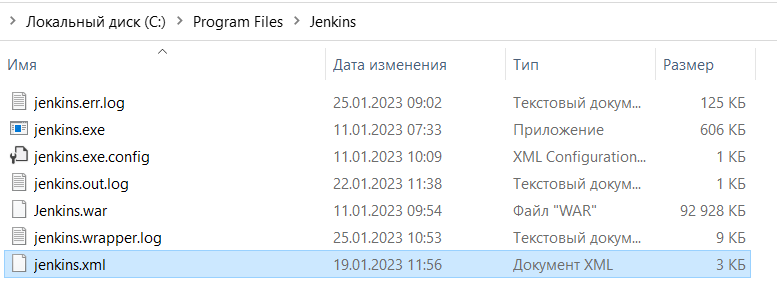 Локальный диск (C:) > Program Files > Jenkins
Имя Дата изменения Тип Размер
jenkins.err.log 25.01.2023 09:02 Текстовый докум... 125 КБ
jenkins.exe 11.01.2023 07:33 Приложение 606 КБ
jenkins.exe.config 11.01.2023 10:09 XML Configuration... 1 КБ
jenkins.out.log 22.01.2023 11:38 Текстовый докум... 1 КБ
Jenkins.war 11.01.2023 09:54 Файл "WAR" 92 928 КБ
jenkins.wrapper.log 25.01.2023 10:53 Текстовый докум... 9 КБ
jenkins.xml 19.01.2023 11:56 Документ XML 3 КБ